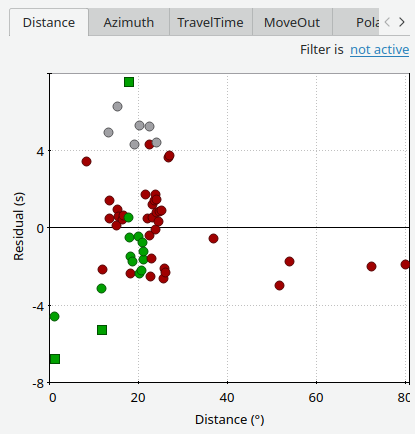 Distance Azimuth TravelTime MoveOut Pola
Filter is not active
4
0
-4
-8
Residual (s)
0 20 40 60 80
Distance (°)